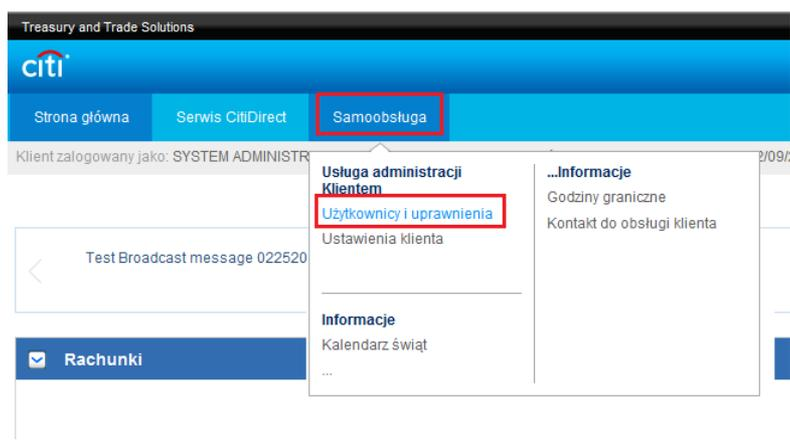 Treasury and Trade Solutions
citi
Strona główna Serwis CitiDirect Samoobsługa
Klient zalogowany jako: SYSTEM
Usługa administracji
Klientem
Użytkownicy i uprawnienia
Ustawienia klienta
...Informacje
Godziny graniczne
Kontakt do obsługi klienta
Test Broadcast message 022520
Informacje
Kalendarz świąt
...
Rachunki